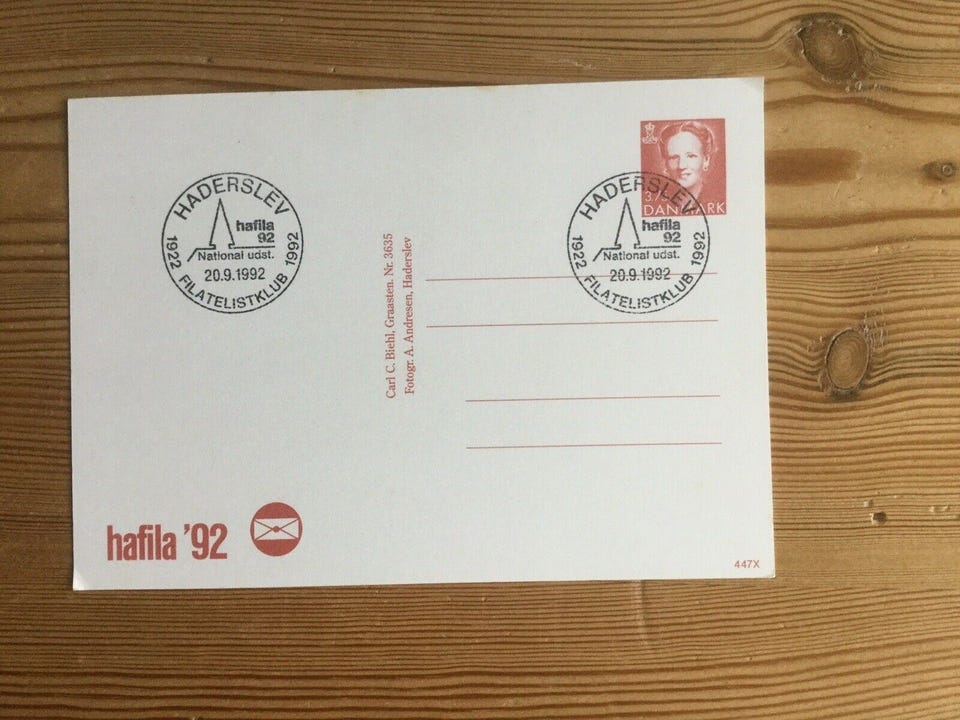 HADERSLEV
hafila
92
National udst.
20.9.1992
1922 FILATELISTKLUB 1992
Carl C. Biehl, Graasten. Nr. 3635
Fotogr. A. Andresen, Haderslev
DANMARK
HADERSLEV
hafila
92
National udst.
20.9.1992
1922 FILATELISTKLUB 1992
hafila '92
447X